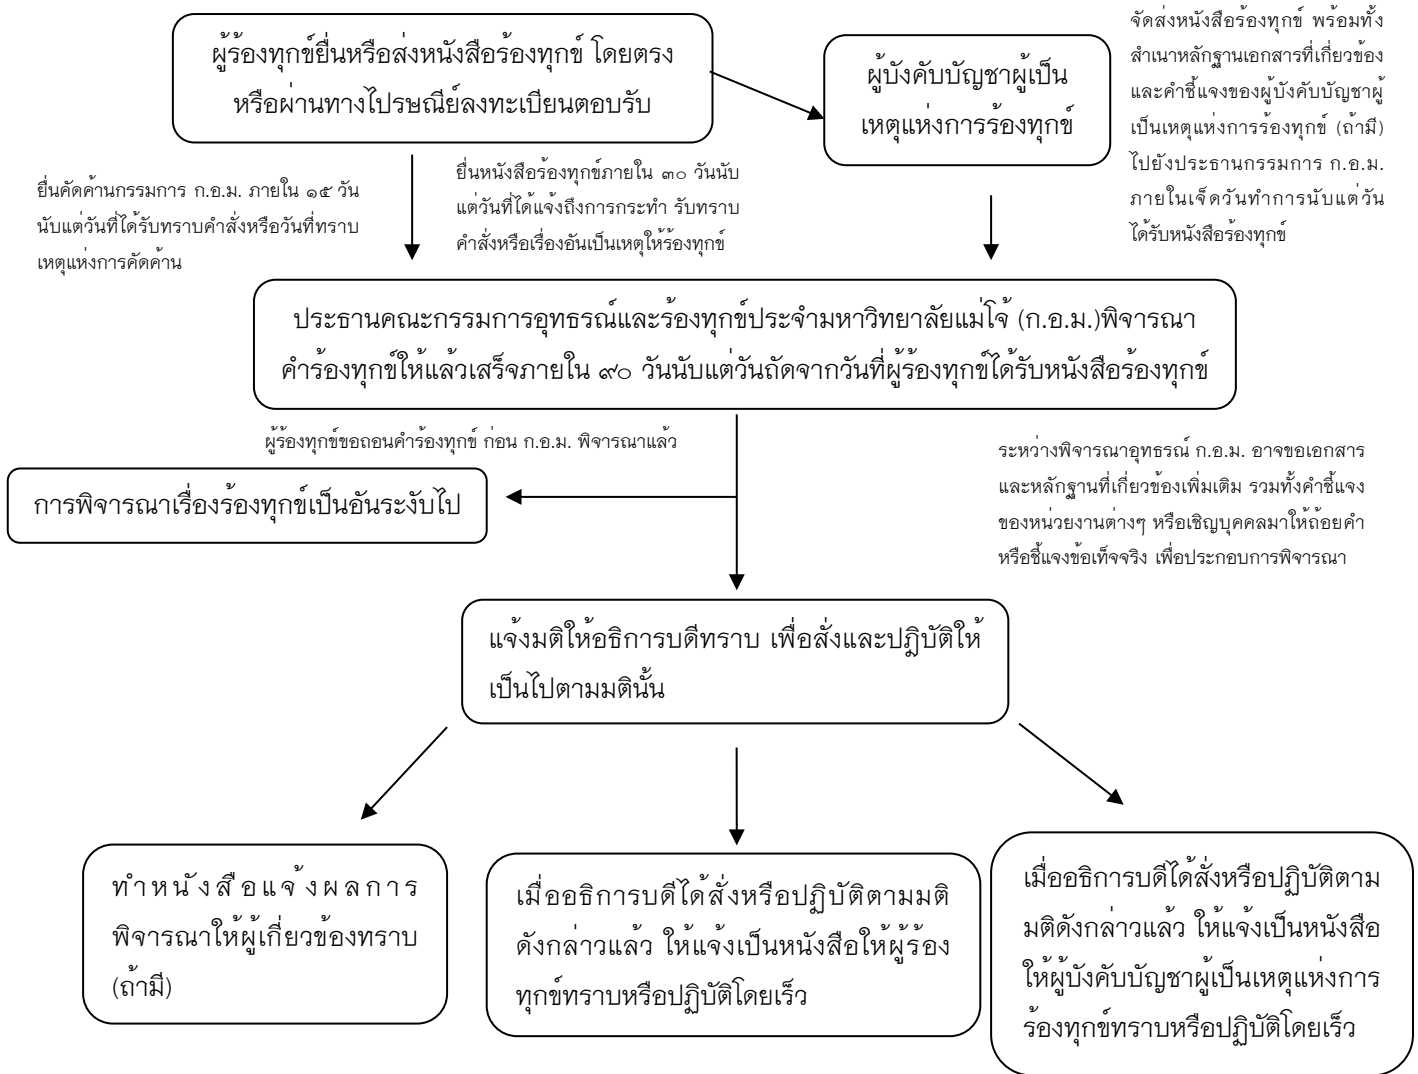 ผู้ร้องทุกข์ยื่นหรือส่งหนังสือร้องทุกข์ โดยตรง
หรือผ่านทางไปรษณีย์ลงทะเบียนตอบรับ
ผู้บังคับบัญชาผู้เป็น
เหตุแห่งการร้องทุกข์
จัดส่งหนังสือร้องทุกข์ พร้อมทั้ง
สำเนาหลักฐานเอกสารที่เกี่ยวข้อง
และคำชี้แจงของผู้บังคับบัญชาผู้
เป็นเหตุแห่งการร้องทุกข์ (ถ้ามี)
ไปยังประธานกรรมการ ก.อ.ม.
ภายในเจ็ดวันทำการนับแต่วัน
ได้รับหนังสือร้องทุกข์
ยื่นคัดค้านกรรมการ ก.อ.ม. ภายใน ๑๕ วัน
นับแต่วันที่ได้รับทราบคำสั่งหรือวันที่ทราบ
เหตุแห่งการคัดค้าน
ยื่นหนังสือร้องทุกข์ภายใน ๓๐ วันนับ
แต่วันที่ได้แจ้งถึงการกระทำ รับทราบ
คำสั่งหรือเรื่องอันเป็นเหตุให้ร้องทุกข์
ประธานคณะกรรมการอุทธรณ์และร้องทุกข์ประจำมหาวิทยาลัยแม่โจ้ (ก.อ.ม.)พิจารณา
คำร้องทุกข์ให้แล้วเสร็จภายใน ๙๐ วันนับแต่วันถัดจากวันที่ผู้ร้องทุกข์ได้รับหนังสือร้องทุกข์
ผู้ร้องทุกข์ขอถอนคำร้องทุกข์ ก่อน ก.อ.ม. พิจารณาแล้ว
การพิจารณาเรื่องร้องทุกข์เป็นอันระงับไป
ระหว่างพิจารณาอุทธรณ์ ก.อ.ม. อาจขอเอกสาร
และหลักฐานที่เกี่ยวข้องเพิ่มเติม รวมทั้งคำชี้แจง
ของหน่วยงานต่างๆ หรือเชิญบุคคลมาให้ถ้อยคำ
หรือชี้แจงข้อเท็จจริง เพื่อประกอบการพิจารณา
แจ้งมติให้อธิการบดีทราบ เพื่อสั่งและปฏิบัติให้
เป็นไปตามมตินั้น
ทำหนังสือแจ้งผลการ
พิจารณาให้ผู้เกี่ยวข้องทราบ
(ถ้ามี)
เมื่ออธิการบดีได้สั่งหรือปฏิบัติตามมติ
ดังกล่าวแล้ว ให้แจ้งเป็นหนังสือให้ผู้ร้อง
ทุกข์ทราบหรือปฏิบัติโดยเร็ว
เมื่ออธิการบดีได้สั่งหรือปฏิบัติตาม
มติดังกล่าวแล้ว ให้แจ้งเป็นหนังสือ
ให้ผู้บังคับบัญชาผู้เป็นเหตุแห่งการ
ร้องทุกข์ทราบหรือปฏิบัติโดยเร็ว